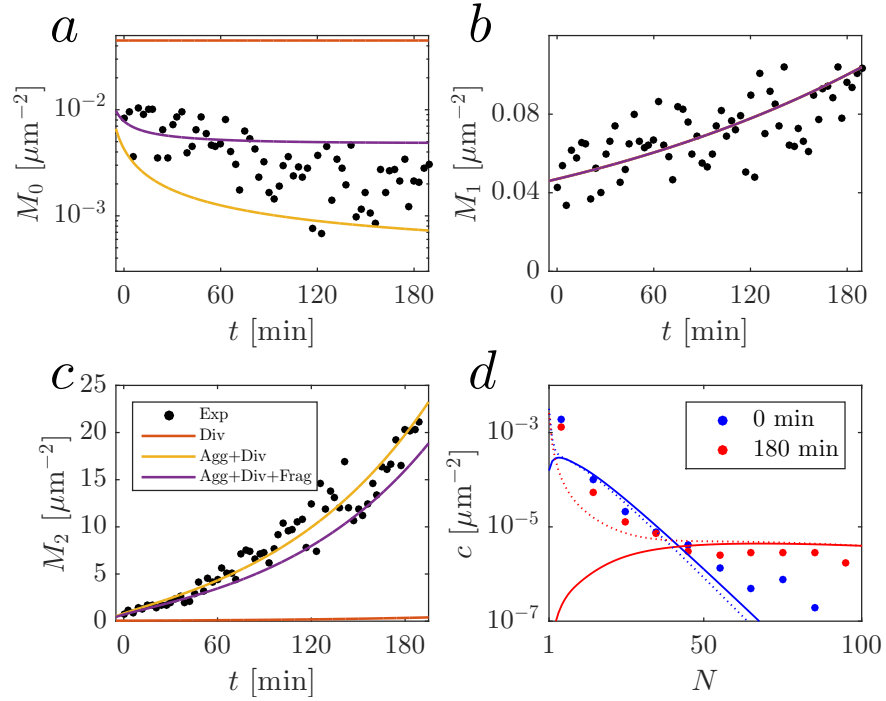 a
M₀ [μm⁻²]
10⁻²
10⁻³
0 60 120 180
t [min]
b
M₁ [μm⁻²]
0.08
0.04
0
0 60 120 180
t [min]
c
M₂ [μm⁻²]
25
20
15
10
5
0
Exp
Div
Agg+Div
Agg+Div+Frag
0 60 120 180
t [min]
d
c [μm⁻²]
10⁻³
10⁻⁵
10⁻⁷
0 min
180 min
1 50 100
N